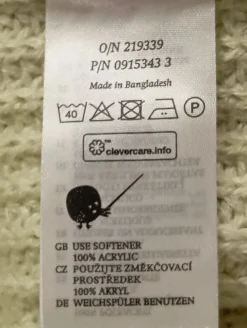 O/N 219339
P/N 0915343 3
Made in Bangladesh
40 P
clevercare.info
GB USE SOFTENER
100% ACRYLIC
CZ POUŽIJTE ZMĚKČOVACÍ
PROSTŘEDEK
100% AKRYL
DE WEICHSPÜLER BENUTZEN